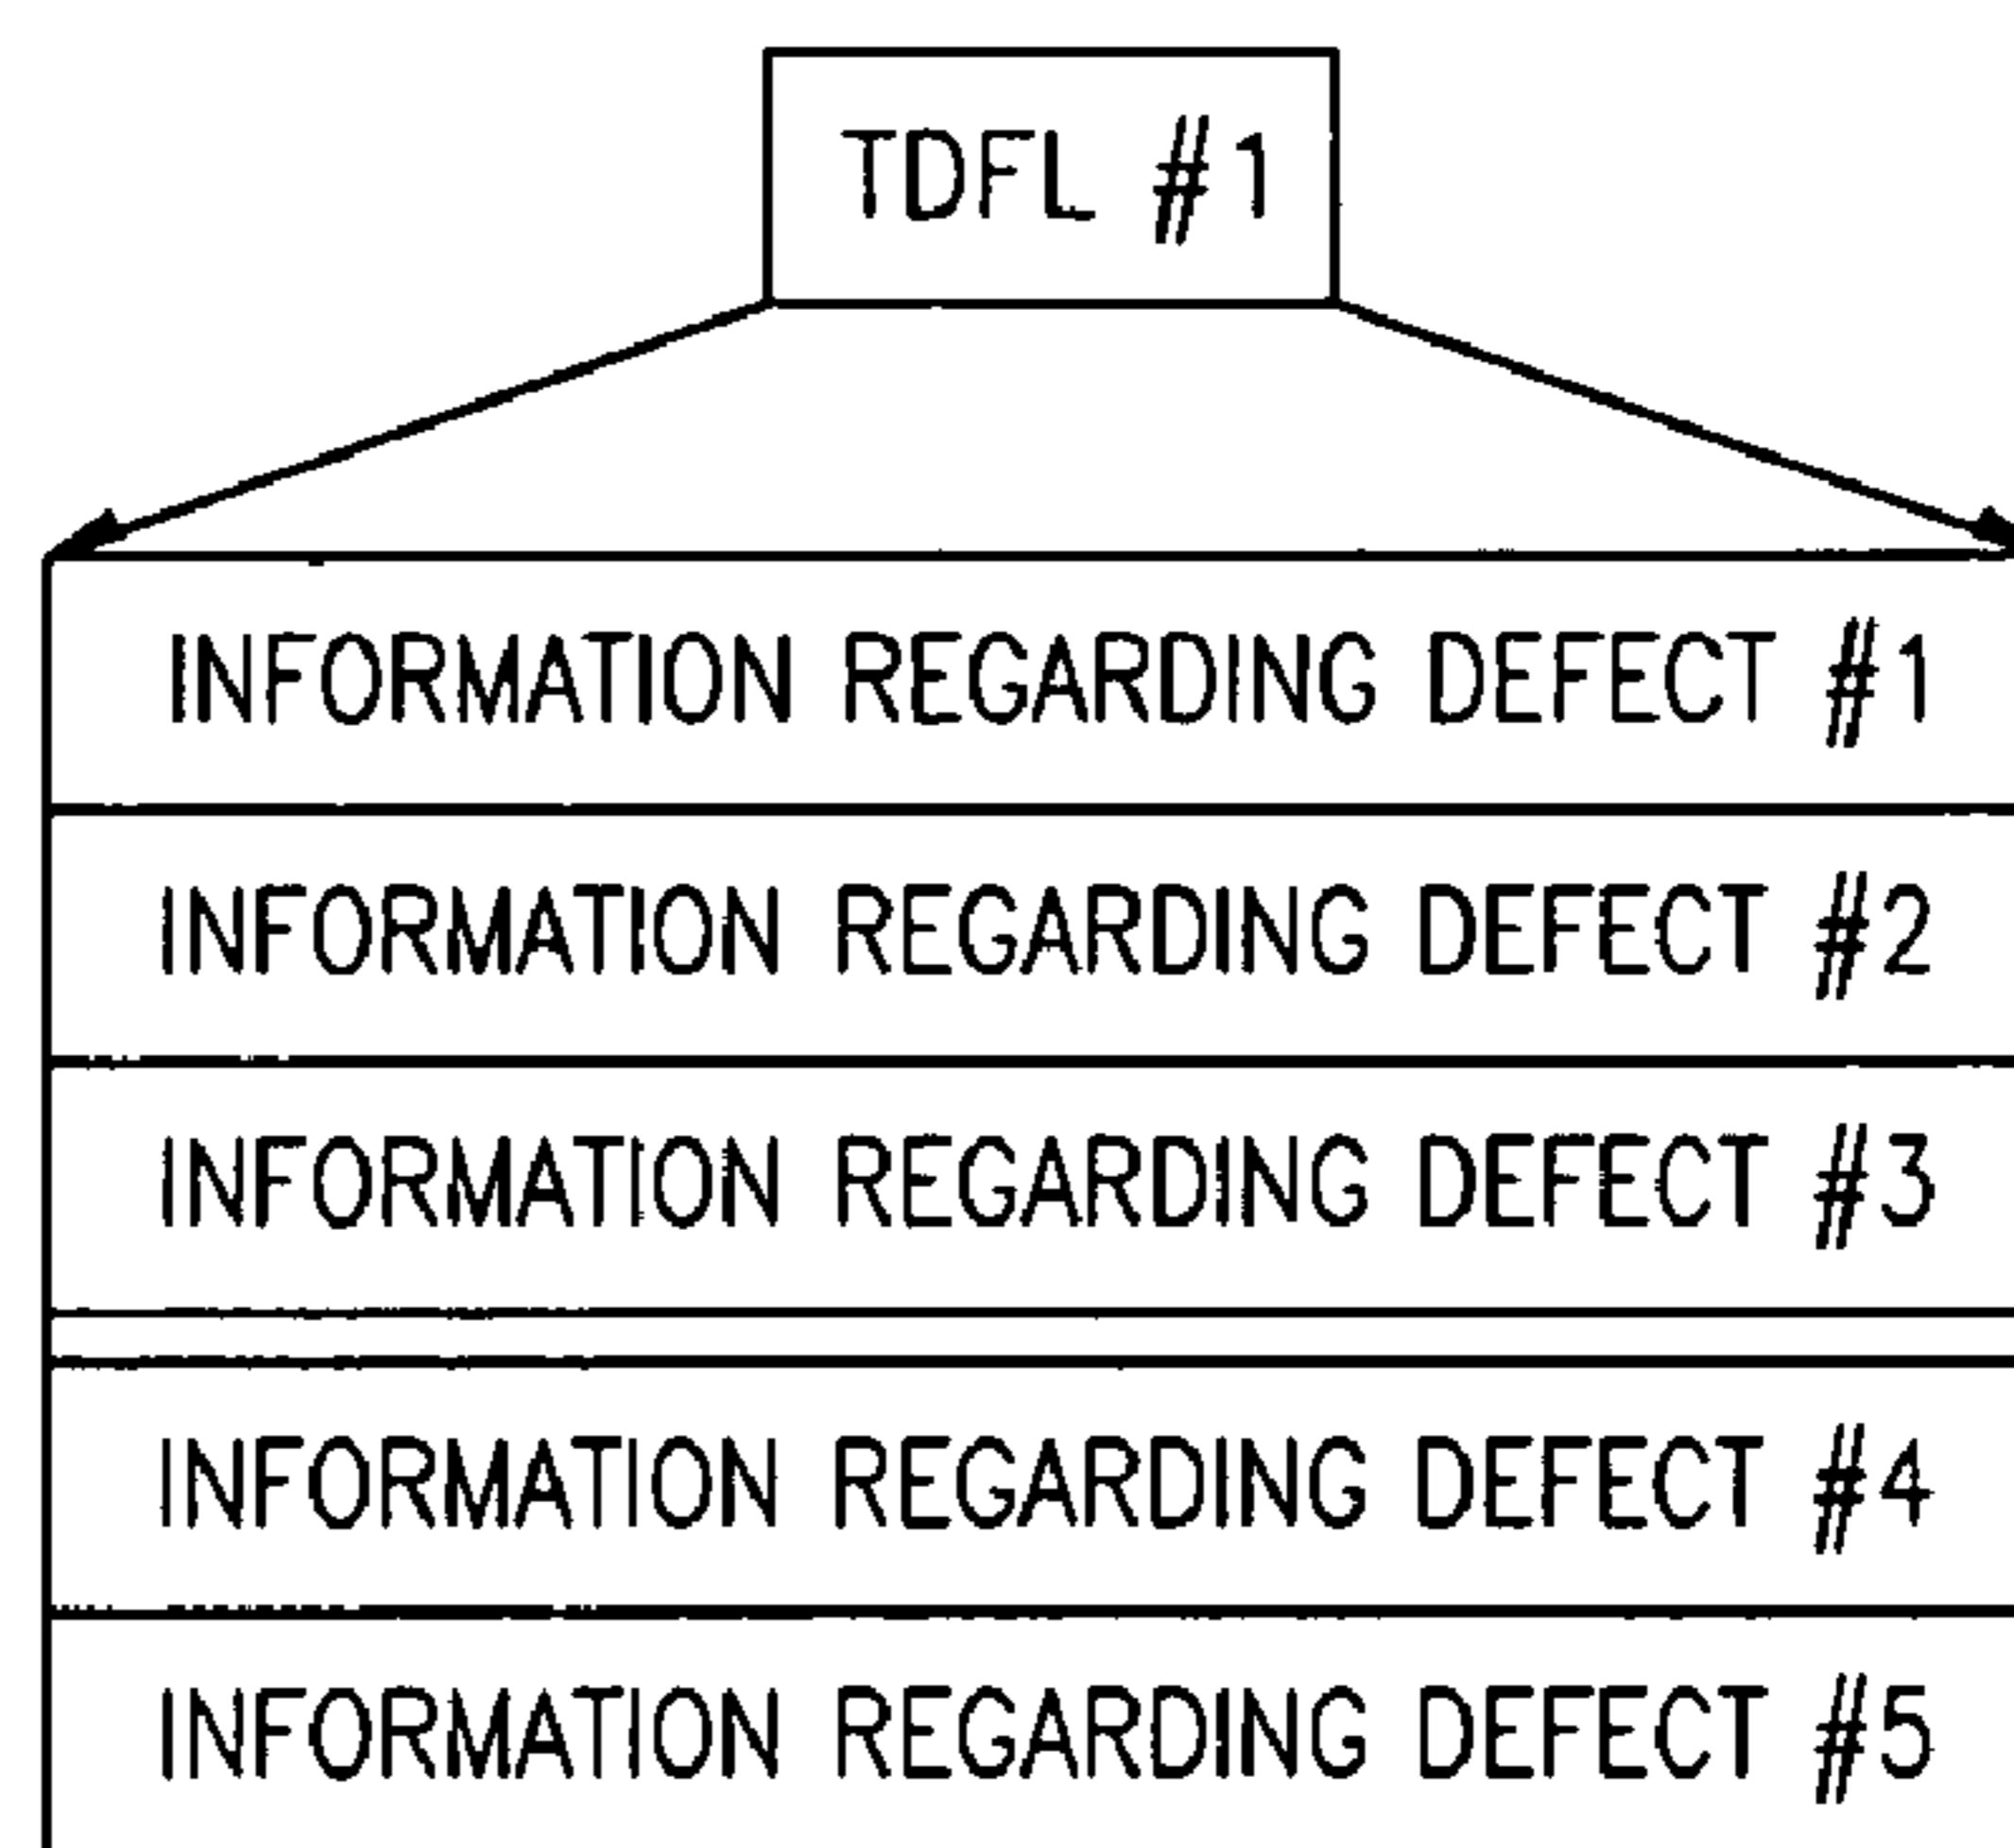 TDFL #1
INFORMATION REGARDING DEFECT #1
INFORMATION REGARDING DEFECT #2
INFORMATION REGARDING DEFECT #3
INFORMATION REGARDING DEFECT #4
INFORMATION REGARDING DEFECT #5